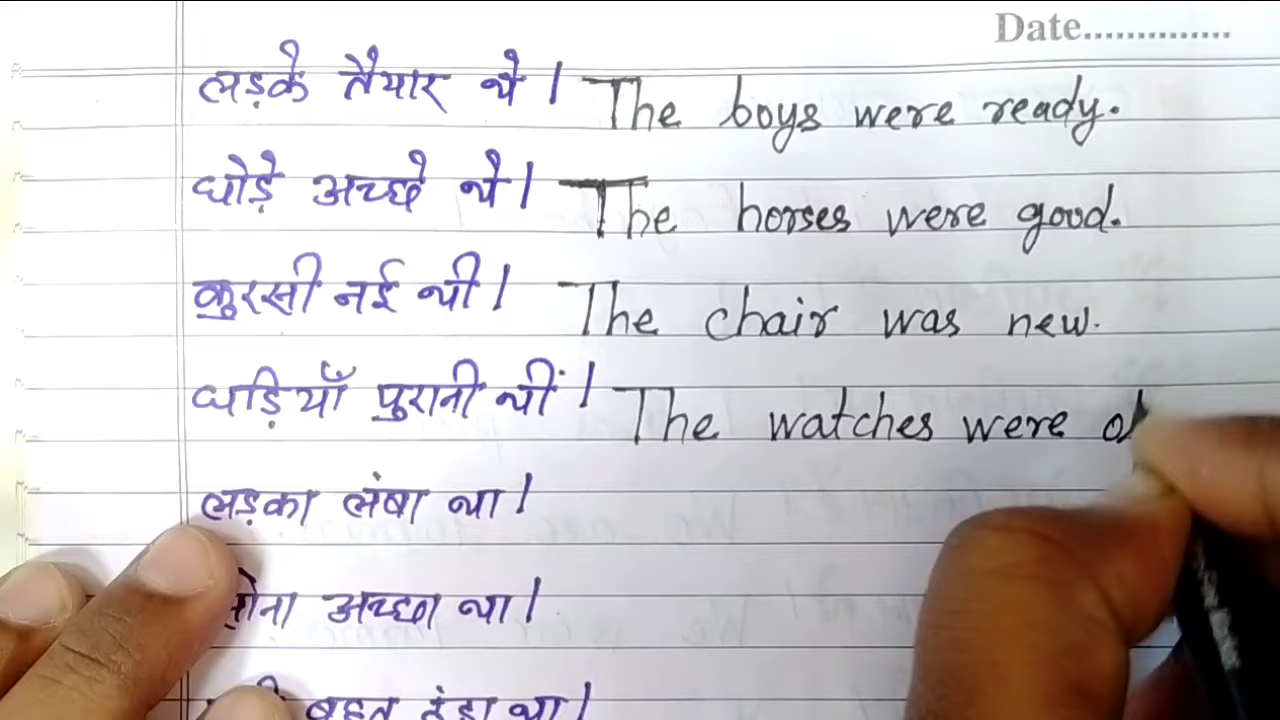 Date..............
लड़के तैयार थे। The boys were ready.
घोड़े अच्छे थे। The horses were good.
कुरसी नई थी। The chair was new.
घड़ियाँ पुरानी थीं। The watches were
लड़का लंबा था।
अच्छा था।
बहुत ठंडा था।